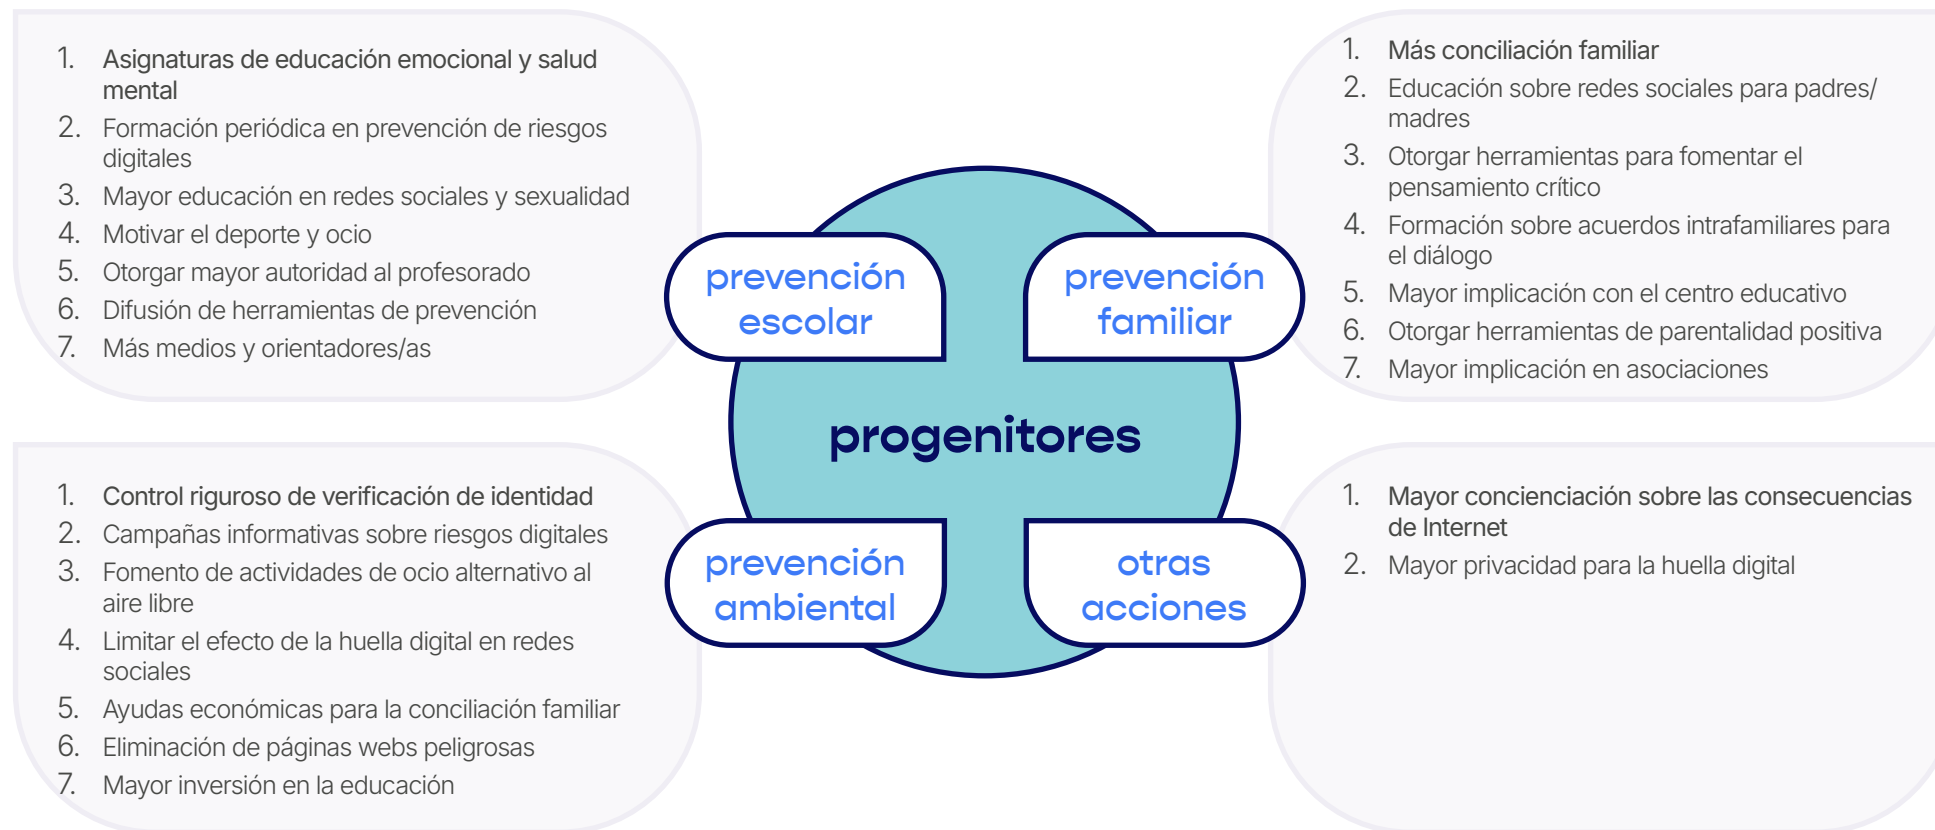 1. Asignaturas de educación emocional y salud
mental
2. Formación periódica en prevención de riesgos
digitales
3. Mayor educación en redes sociales y sexualidad
4. Motivar el deporte y ocio
5. Otorgar mayor autoridad al profesorado
6. Difusión de herramientas de prevención
7. Más medios y orientadores/as
prevención
escolar
1. Más conciliación familiar
2. Educación sobre redes sociales para padres/
madres
3. Otorgar herramientas para fomentar el
pensamiento crítico
4. Formación sobre acuerdos intrafamiliares para
el diálogo
5. Mayor implicación con el centro educativo
6. Otorgar herramientas de parentalidad positiva
7. Mayor implicación en asociaciones
prevención
familiar
progenitores
1. Control riguroso de verificación de identidad
2. Campañas informativas sobre riesgos digitales
3. Fomento de actividades de ocio alternativo al
aire libre
4. Limitar el efecto de la huella digital en redes
sociales
5. Ayudas económicas para la conciliación familiar
6. Eliminación de páginas webs peligrosas
7. Mayor inversión en la educación
prevención
ambiental
1. Mayor concienciación sobre las consecuencias
de Internet
2. Mayor privacidad para la huella digital
otras
acciones